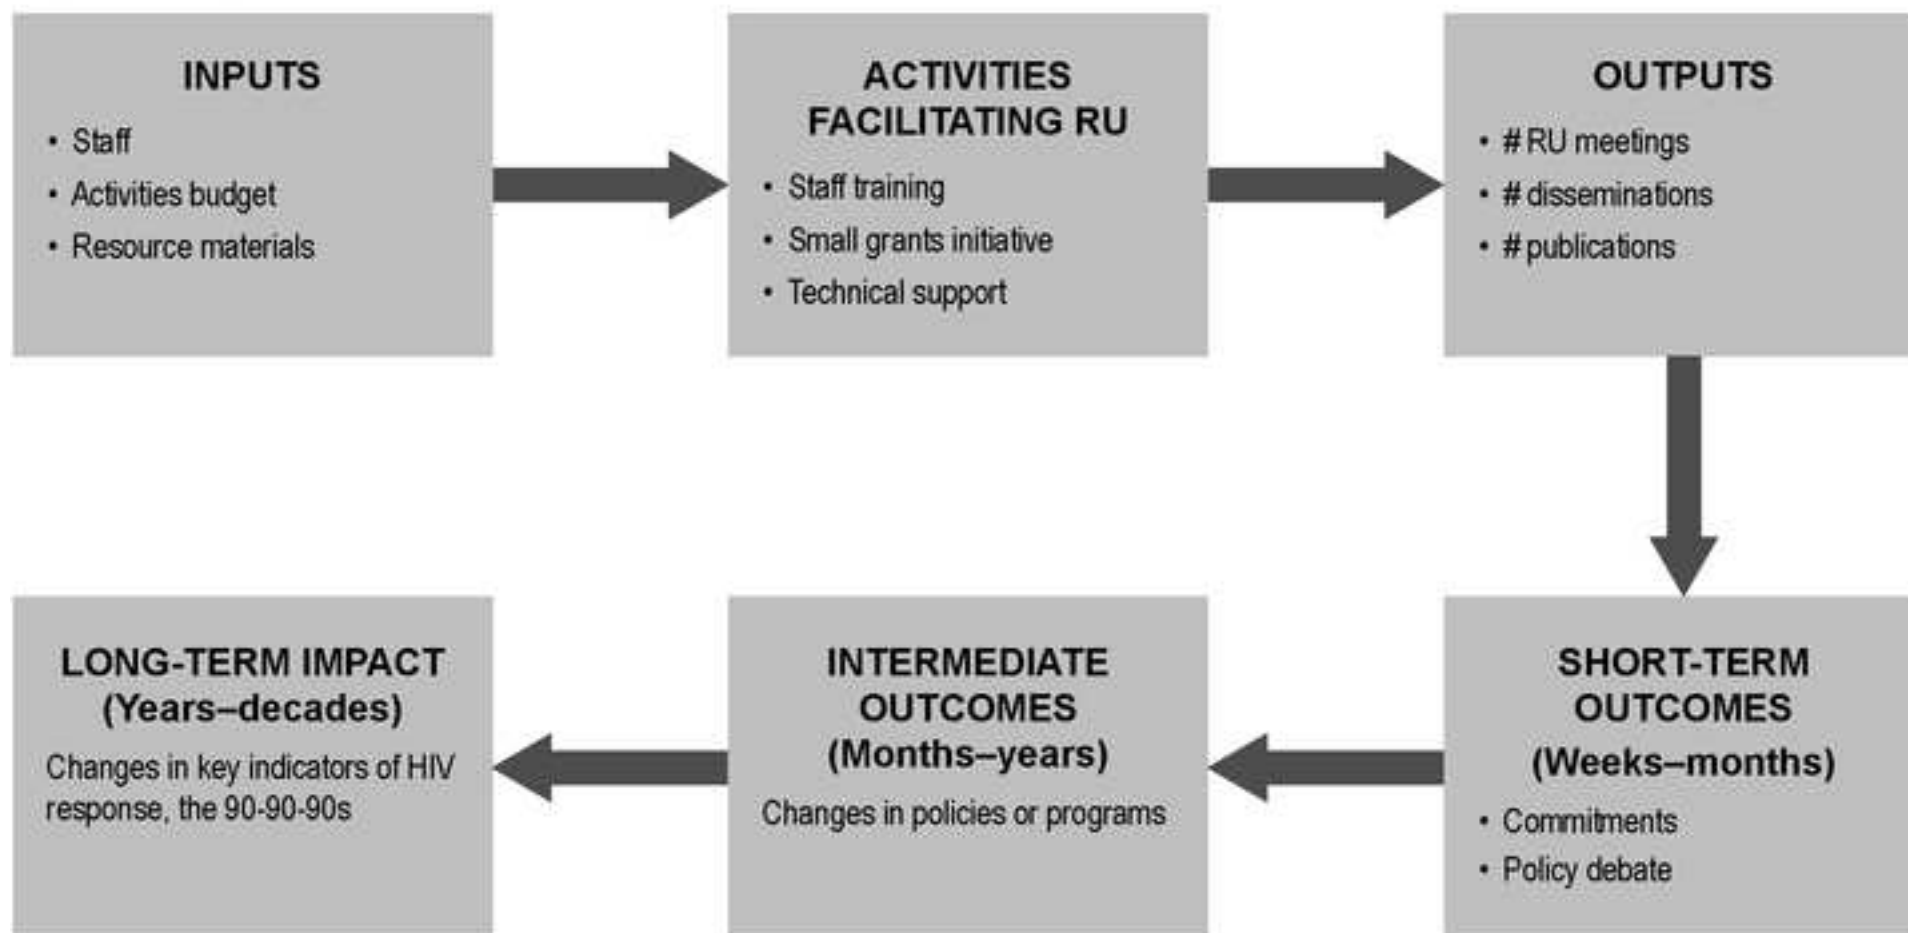 INPUTS
• Staff
• Activities budget
• Resource materials
ACTIVITIES
FACILITATING RU
• Staff training
• Small grants initiative
• Technical support
OUTPUTS
• # RU meetings
• # disseminations
• # publications
SHORT-TERM
OUTCOMES
(Weeks–months)
• Commitments
• Policy debate
INTERMEDIATE
OUTCOMES
(Months–years)
Changes in policies or programs
LONG-TERM IMPACT
(Years–decades)
Changes in key indicators of HIV
response, the 90-90-90s